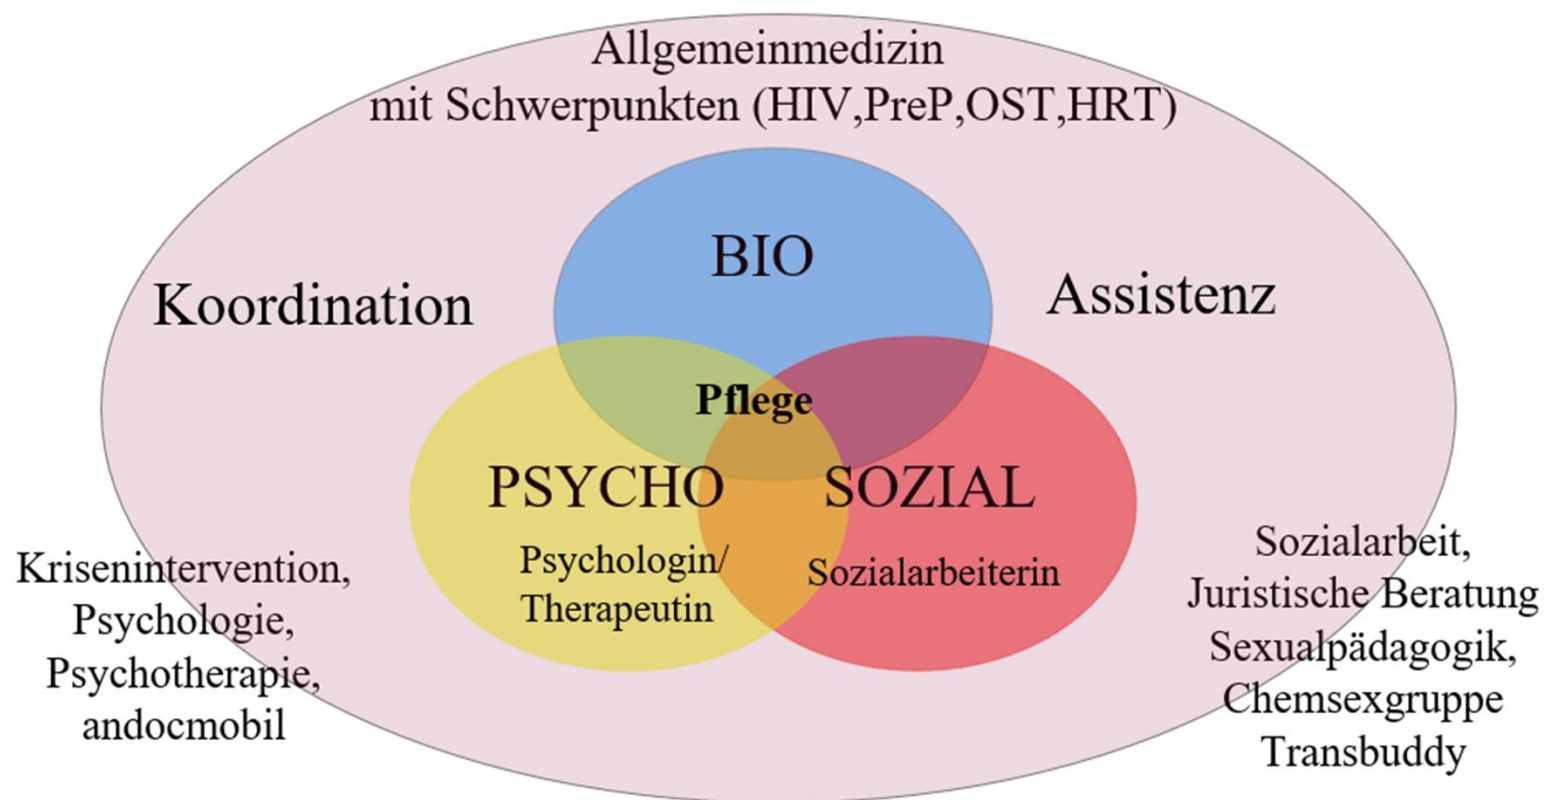 Allgemeinmedizin
mit Schwerpunkten (HIV,PreP,OST,HRT)
BIO
Koordination
Assistenz
Pflege
PSYCHO
SOZIAL
Psychologin/
Therapeutin
Sozialarbeiterin
Krisenintervention,
Psychologie,
Psychotherapie,
andocmobil
Sozialarbeit,
Juristische Beratung
Sexualpädagogik,
Chemsexgruppe
Transbuddy